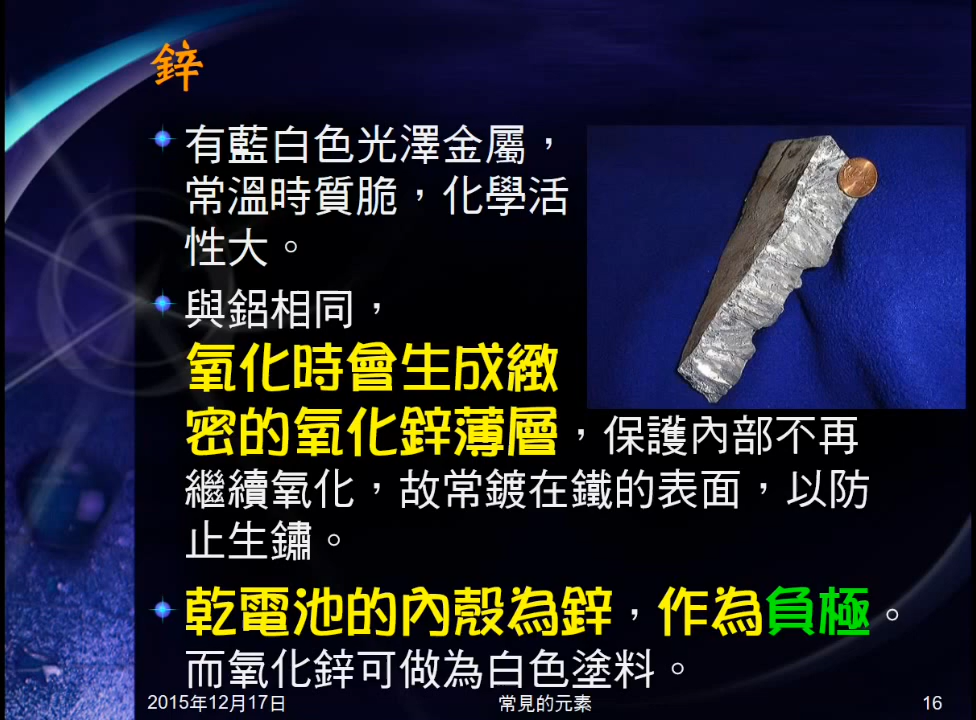 鋅
有藍白色光澤金屬，
常溫時質脆，化學活
性大。
與鋁相同，
氧化時會生成緻
密的氧化鋅薄層，保護內部不再
繼續氧化，故常鍍在鐵的表面，以防
止生鏽。
乾電池的內殼為鋅，作為負極。
而氧化鋅可做為白色塗料。
2015年12月17日
常見的元素
16